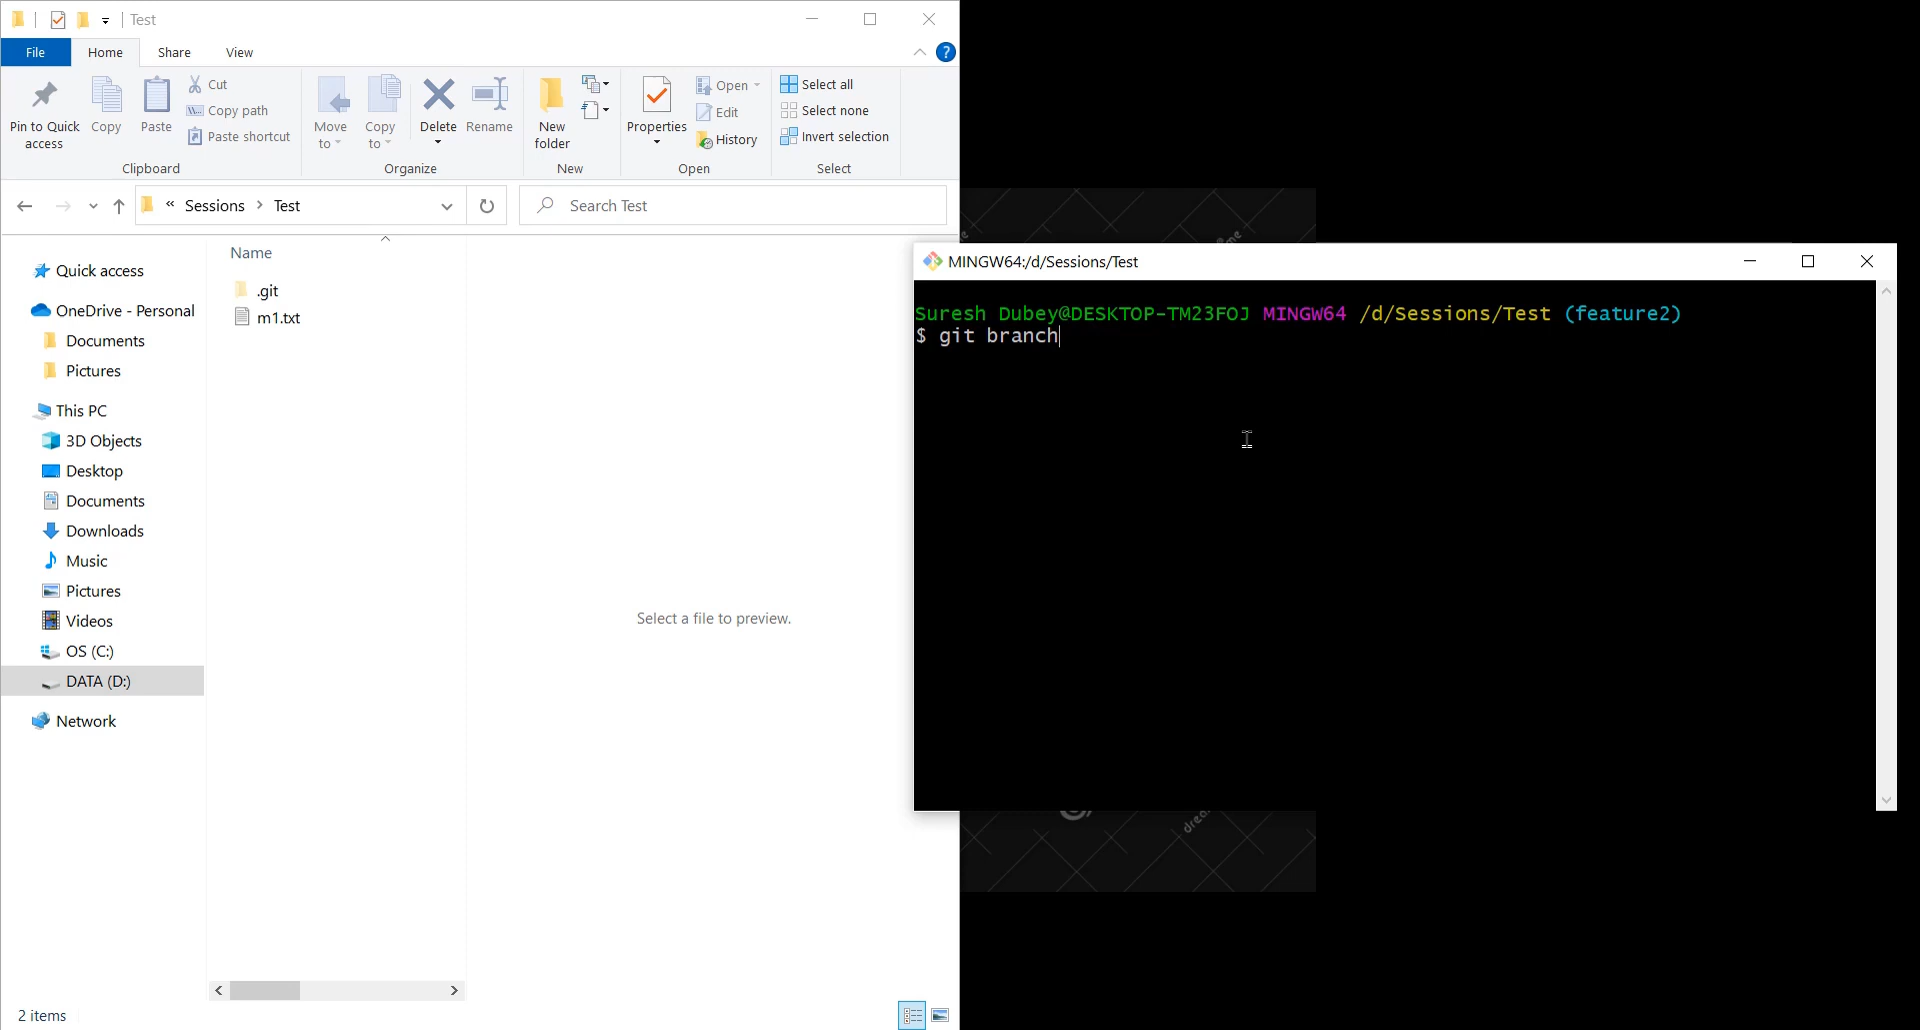 Test
File
Home
Share
View
?
Pin to Quick access
Copy
Paste
Cut
Copy path
Paste shortcut
Clipboard
Move to
Copy to
Delete
Rename
Organize
New folder
New
Properties
Open
Edit
History
Open
Select all
Select none
Invert selection
Select
« Sessions > Test
Search Test
Name
Quick access
OneDrive - Personal
Documents
Pictures
This PC
3D Objects
Desktop
Documents
Downloads
Music
Pictures
Videos
OS (C:)
DATA (D:)
Network
.git
m1.txt
Select a file to preview.
2 items
MINGW64:/d/Sessions/Test
Suresh Dubey@DESKTOP-TM23FOJ MINGW64 /d/Sessions/Test (feature2)
$ git branch